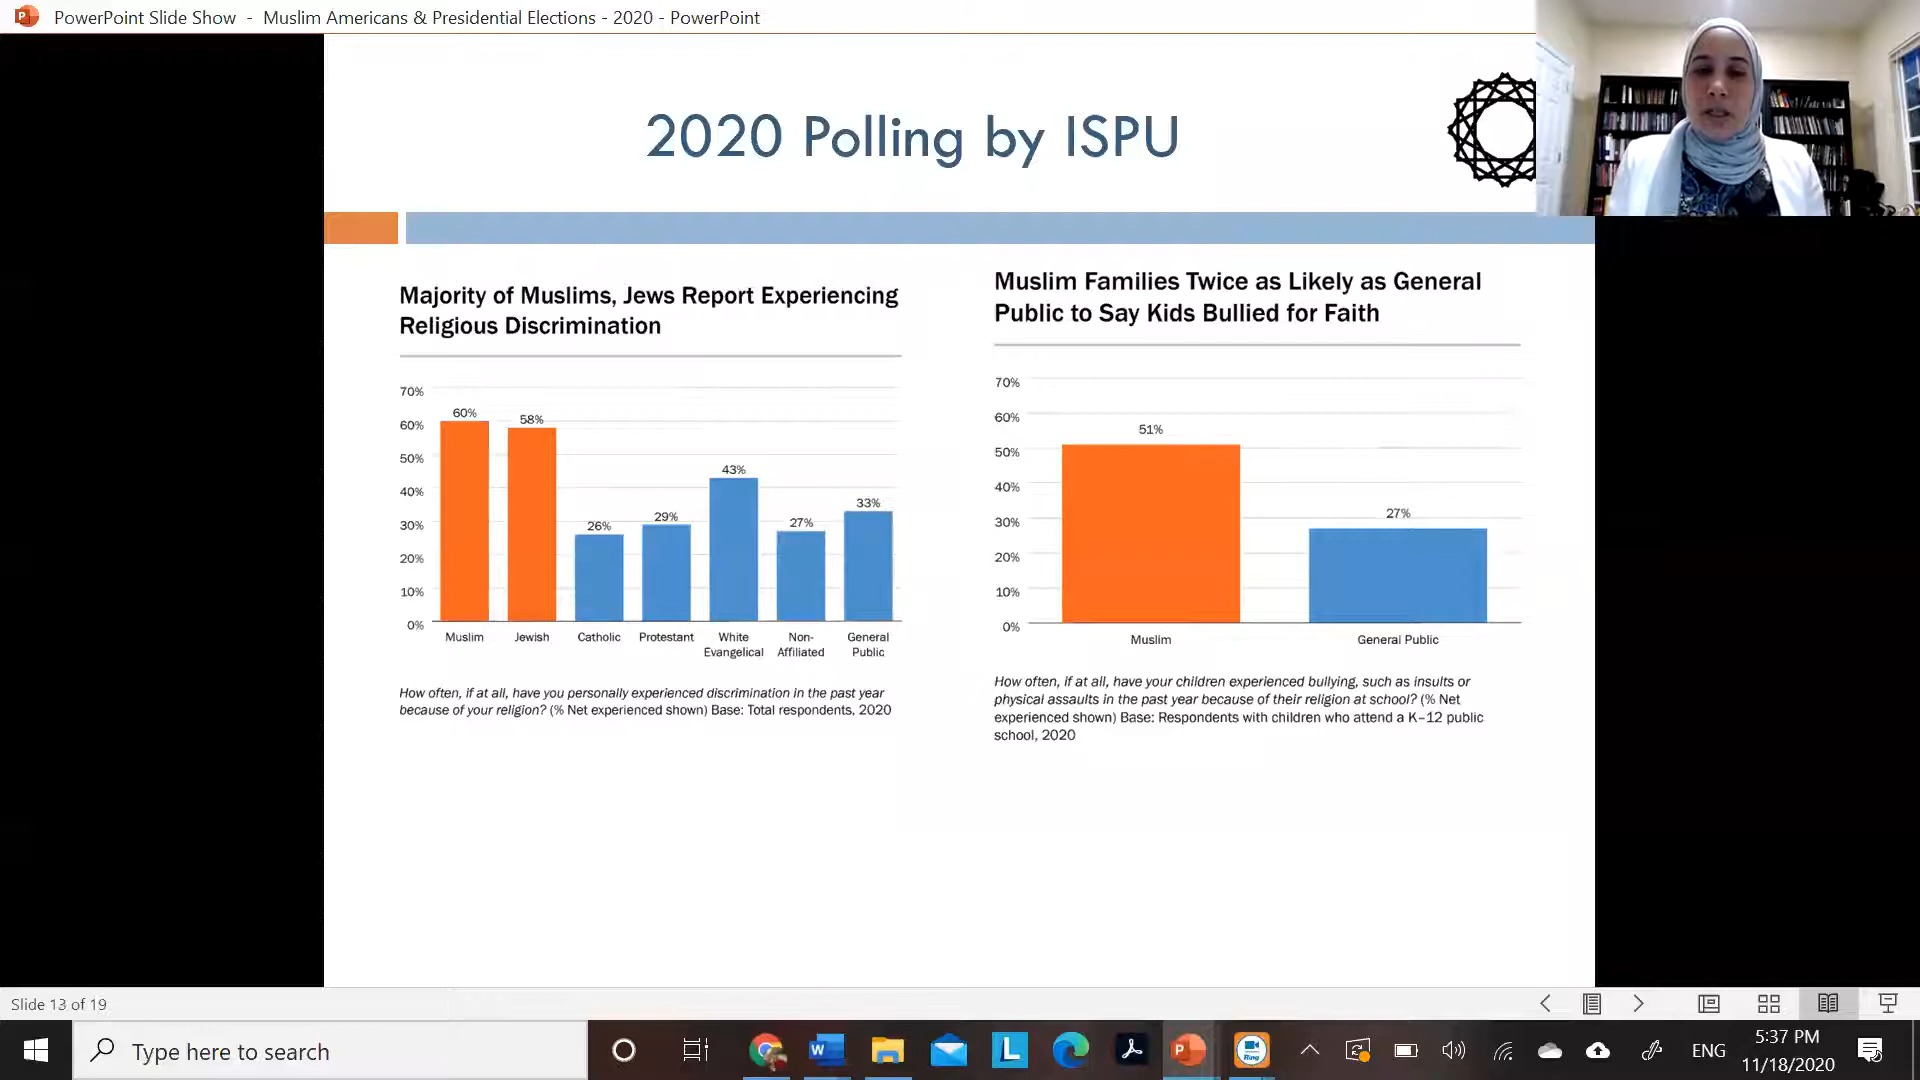 PowerPoint Slide Show - Muslim Americans & Presidential Elections - 2020 - PowerPoint
2020 Polling by ISPU
Majority of Muslims, Jews Report Experiencing
Religious Discrimination
70%
60%
50%
40%
30%
20%
10%
0%
60%
58%
26%
29%
43%
27%
33%
Muslim
Jewish
Catholic
Protestant
White
Evangelical
Non-
Affiliated
General
Public
How often, if at all, have you personally experienced discrimination in the past year
because of your religion? (% Net experienced shown) Base: Total respondents, 2020
Muslim Families Twice as Likely as General
Public to Say Kids Bullied for Faith
70%
60%
50%
40%
30%
20%
10%
0%
51%
27%
Muslim
General Public
How often, if at all, have your children experienced bullying, such as insults or
physical assaults in the past year because of their religion at school? (% Net
experienced shown) Base: Respondents with children who attend a K–12 public
school, 2020
Slide 13 of 19
Type here to search
W
L
P
Ring
ENG
5:37 PM
11/18/2020